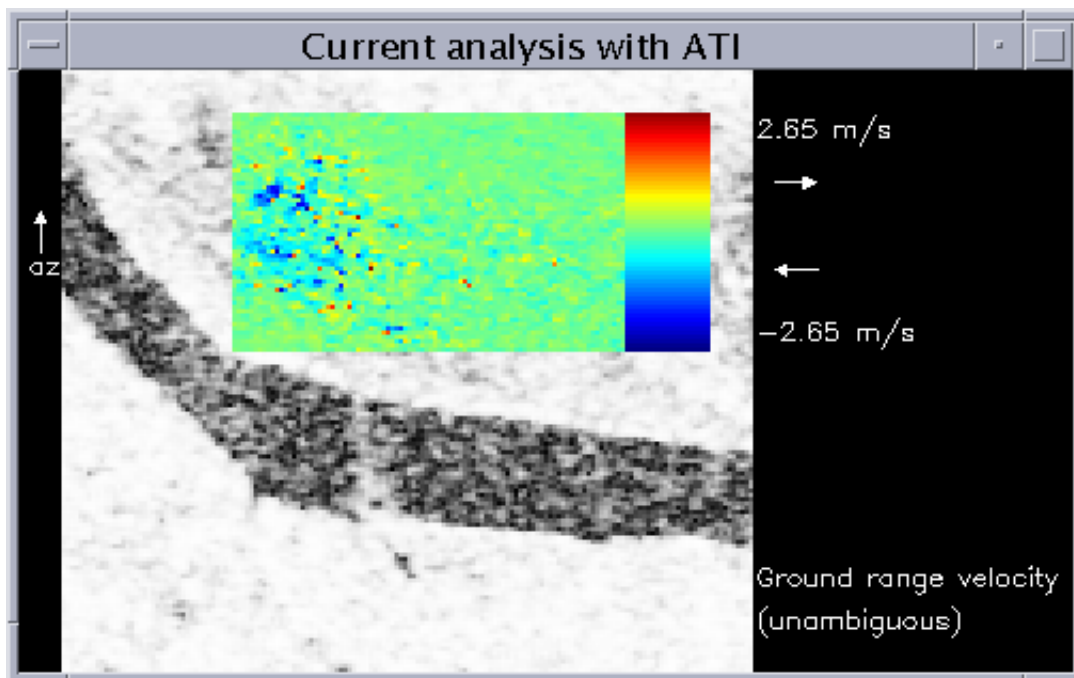 Current analysis with ATI
2.65 m/s
az
-2.65 m/s
Ground range velocity
(unambiguous)